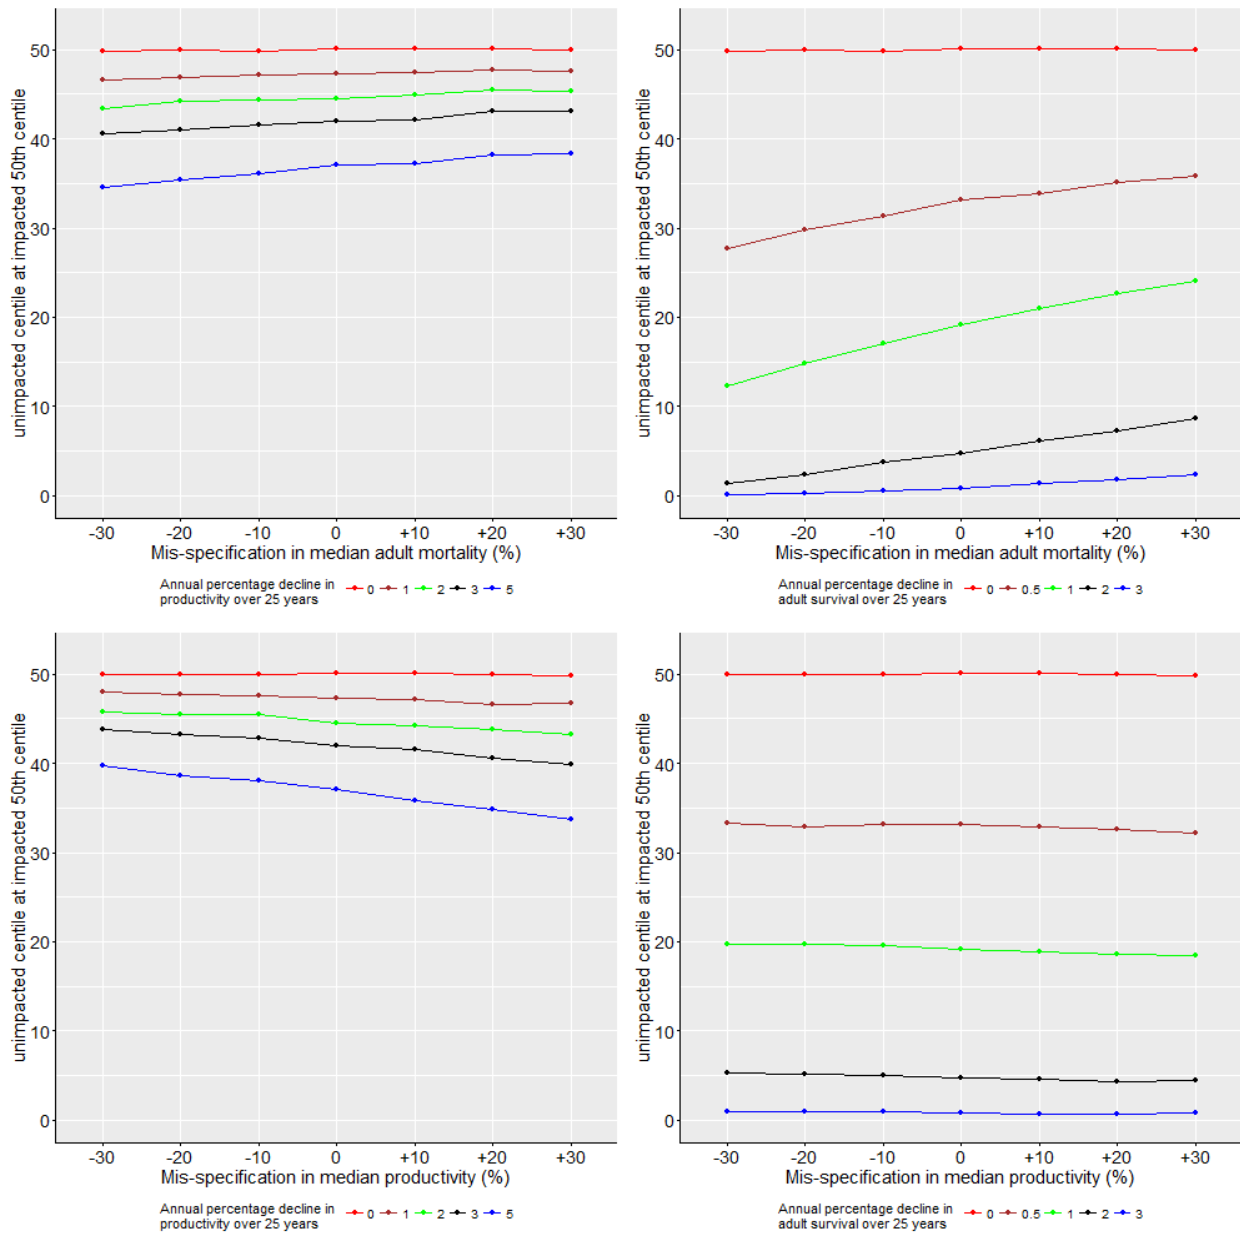 unimpacted centile at impacted 50th centile
50
40
30
20
10
0
-30 -20 -10 0 +10 +20 +30
Mis-specification in median adult mortality (%)
Annual percentage decline in
productivity over 25 years
0 1 2 3 5
unimpacted centile at impacted 50th centile
50
40
30
20
10
0
-30 -20 -10 0 +10 +20 +30
Mis-specification in median adult mortality (%)
Annual percentage decline in
adult survival over 25 years
0 0.5 1 2 3
unimpacted centile at impacted 50th centile
50
40
30
20
10
0
-30 -20 -10 0 +10 +20 +30
Mis-specification in median productivity (%)
Annual percentage decline in
productivity over 25 years
0 1 2 3 5
unimpacted centile at impacted 50th centile
50
40
30
20
10
0
-30 -20 -10 0 +10 +20 +30
Mis-specification in median productivity (%)
Annual percentage decline in
adult survival over 25 years
0 0.5 1 2 3